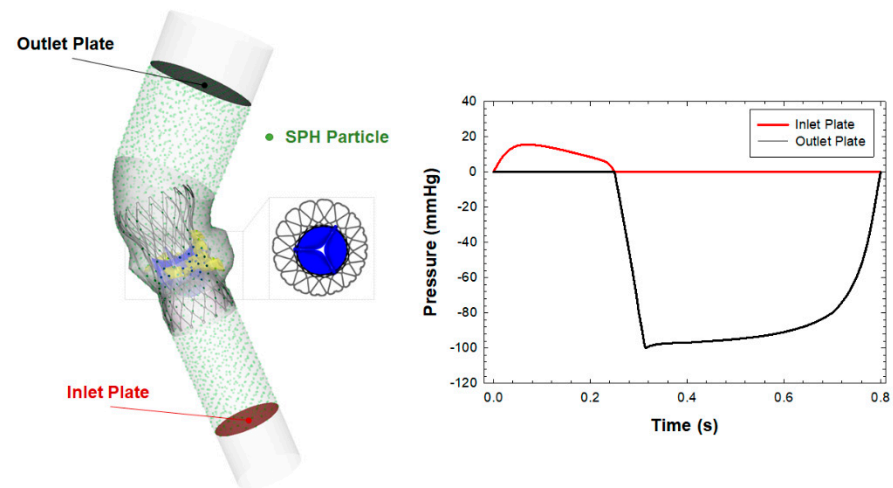 Outlet Plate
SPH Particle
Inlet Plate
Pressure (mmHg)
40
20
0
-20
-40
-60
-80
-100
-120
Inlet Plate
Outlet Plate
0.0 0.2 0.4 0.6 0.8
Time (s)